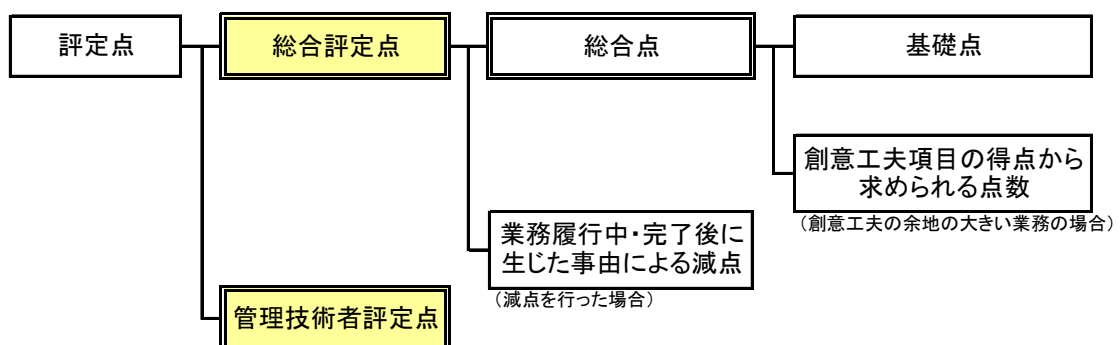 評定点
総合評定点
総合点
基礎点
創意工夫項目の得点から
求められる点数
(創意工夫の余地の大きい業務の場合)
業務履行中・完了後に
生じた事由による減点
(減点を行った場合)
管理技術者評定点